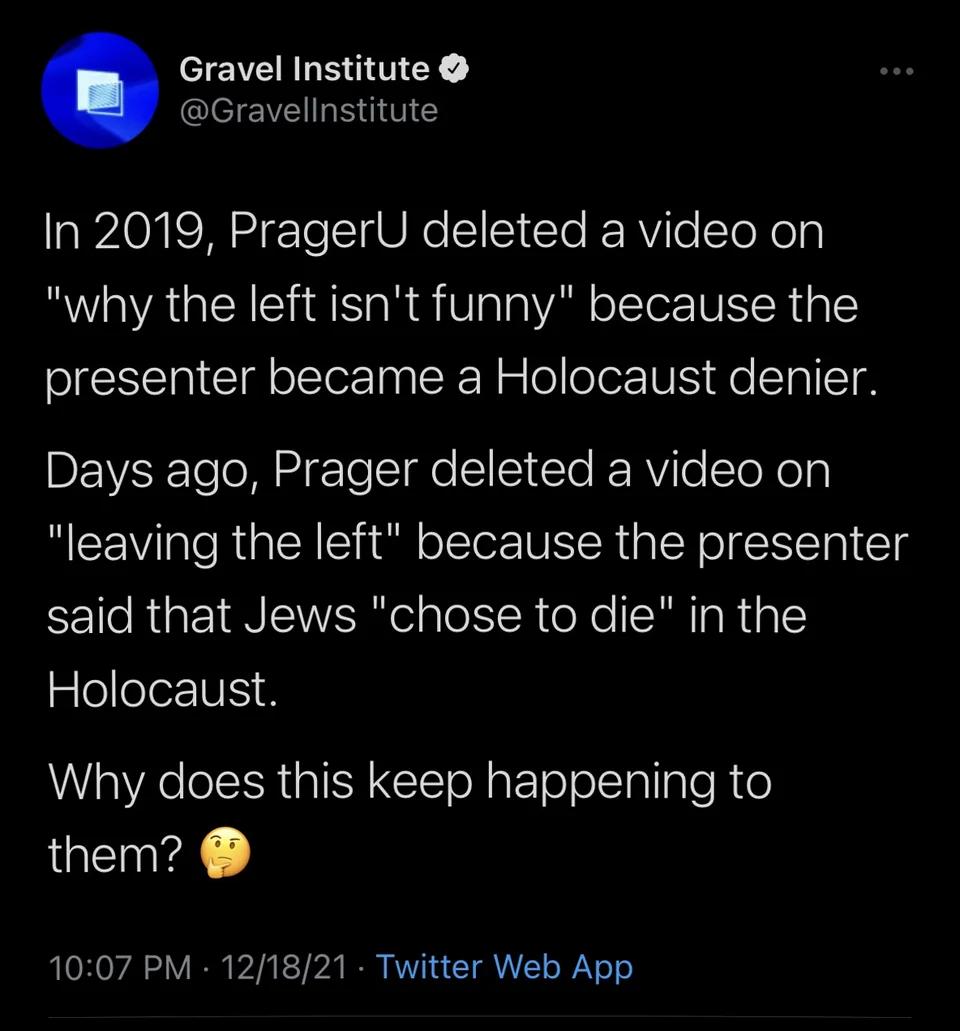 Gravel Institute
@GravelInstitute
In 2019, PragerU deleted a video on
"why the left isn't funny" because the
presenter became a Holocaust denier.
Days ago, Prager deleted a video on
"leaving the left" because the presenter
said that Jews "chose to die" in the
Holocaust.
Why does this keep happening to
them? 🤔
10:07 PM · 12/18/21 · Twitter Web App